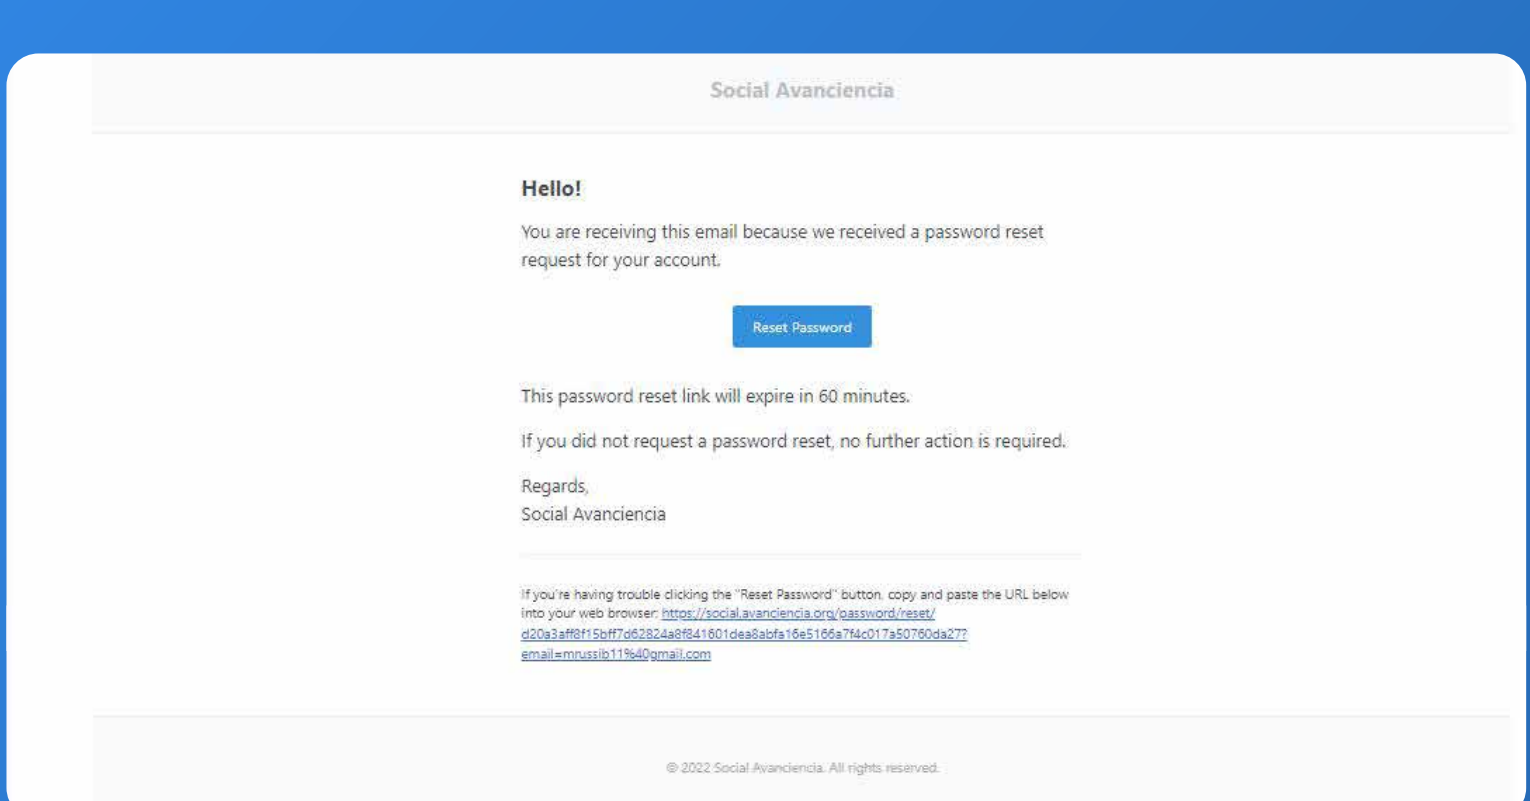 Social Avanciencia
Hello!
You are receiving this email because we received a password reset
request for your account.
Reset Password
This password reset link will expire in 60 minutes.
If you did not request a password reset, no further action is required.
Regards,
Social Avanciencia
If you're having trouble clicking the "Reset Password" button, copy and paste the URL below
into your web browser: https://social.avanciencia.org/password/reset/
d20a3aff8f15bff7d62824a8f841601dea8abfa16e5166a7f4c017a50760da27?
email=mrussib11%40gmail.com
© 2022 Social Avanciencia. All rights reserved.